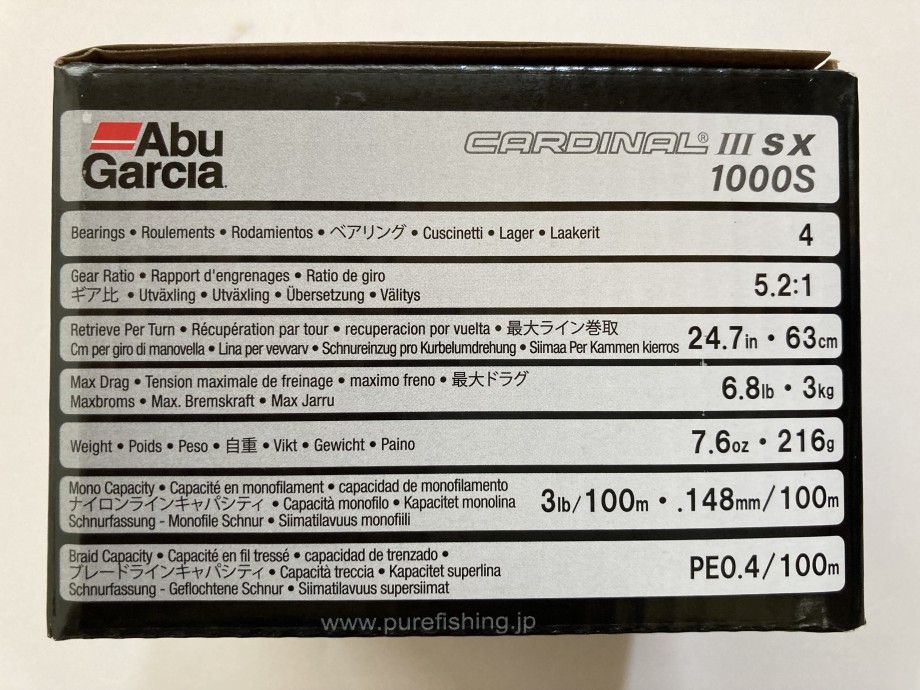 Abu
Garcia
CARDINAL® III SX
1000S
Bearings • Roulements • Rodamientos • ベアリング • Cuscinetti • Lager • Laakerit
4
Gear Ratio • Rapport d'engrenages • Ratio de giro
ギア比 • Utväxling • Utväxling • Übersetzung • Välitys
5.2:1
Retrieve Per Turn • Récupération par tour • recuperacion por vuelta • 最大ライン巻取
Cm per giro di manovella • Lina per vevvarv • Schnureinzug pro Kurbelumdrehung • Siimaa Per Kammen kierros
24.7in • 63cm
Max Drag • Tension maximale de freinage • maximo freno • 最大ドラグ
Maxbroms • Max. Bremskraft • Max Jarru
6.8lb • 3kg
Weight • Poids • Peso • 自重 • Vikt • Gewicht • Paino
7.6oz • 216g
Mono Capacity • Capacité en monofilament • capacidad de monofilamento
ナイロンラインキャパシティ • Capacità monofilo • Kapacitet monolina
Schnurfassung - Monofile Schnur • Siimatilavuus monofiili
3lb/100m • .148mm/100m
Braid Capacity • Capacité en fil tressé • capacidad de trenzado •
ブレードラインキャパシティ • Capacità treccia • Kapacitet superlina
Schnurfassung - Geflochtene Schnur • Siimatilavuus supersiimat
PE0.4/100m
www.purefishing.jp